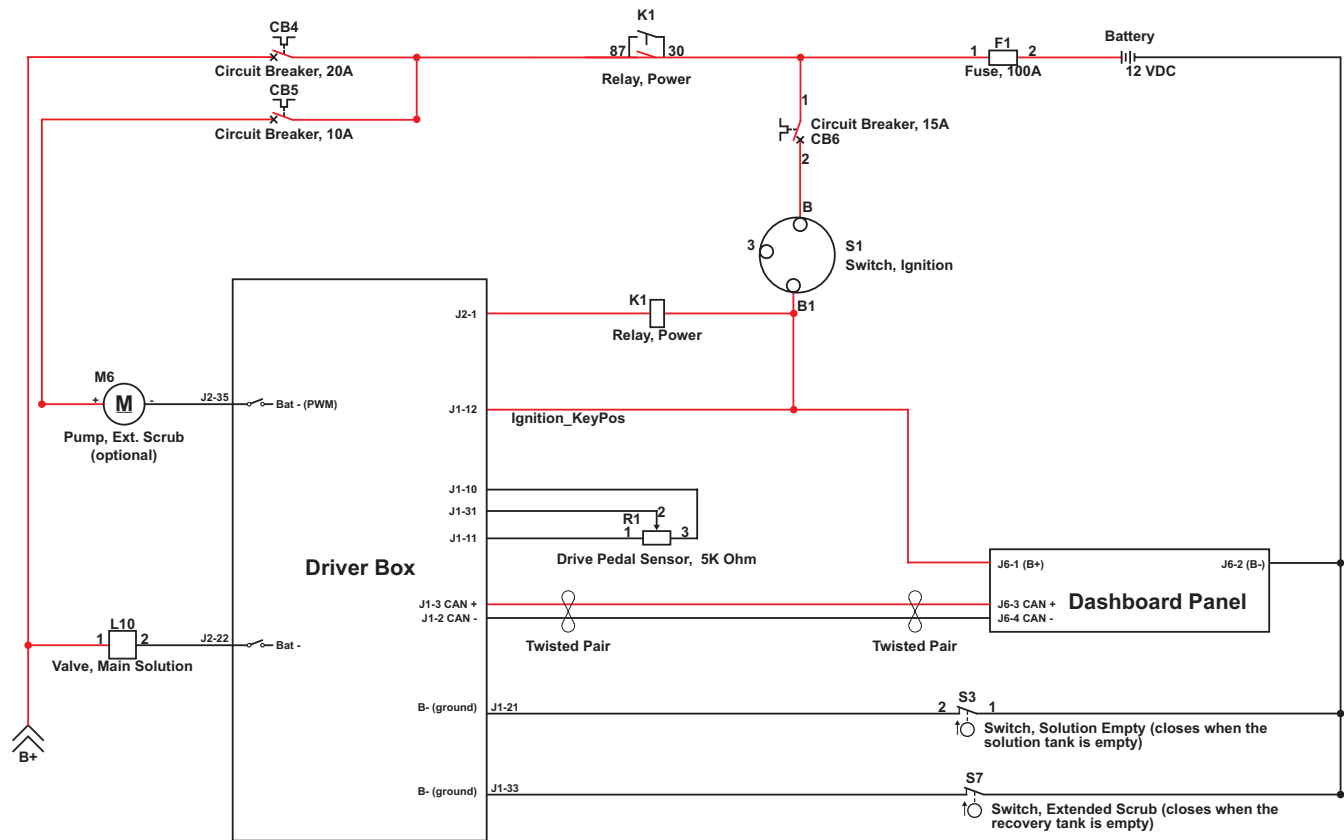 K1
CB4
87
30
1
F1
2
Battery
Circuit Breaker, 20A
Relay, Power
Fuse, 100A
12 VDC
CB5
Circuit Breaker, 10A
1
Circuit Breaker, 15A
CB6
2
B
3
S1
Switch, Ignition
B1
J2-1
K1
Relay, Power
M6
+
M
-
J2-35
Bat - (PWM)
J1-12
Ignition_KeyPos
Pump, Ext. Scrub
(optional)
J1-10
J1-31
2
R1
J1-11
1
3
Drive Pedal Sensor, 5K Ohm
Driver Box
J6-1 (B+)
J6-2 (B-)
J1-3 CAN +
J1-2 CAN -
J6-3 CAN +
J6-4 CAN -
Dashboard Panel
Twisted Pair
Twisted Pair
L10
1
2
J2-22
Bat -
Valve, Main Solution
B- (ground)
J1-21
2
S3
1
Switch, Solution Empty (closes when the
solution tank is empty)
B+
B- (ground)
J1-33
S7
Switch, Extended Scrub (closes when the
recovery tank is empty)